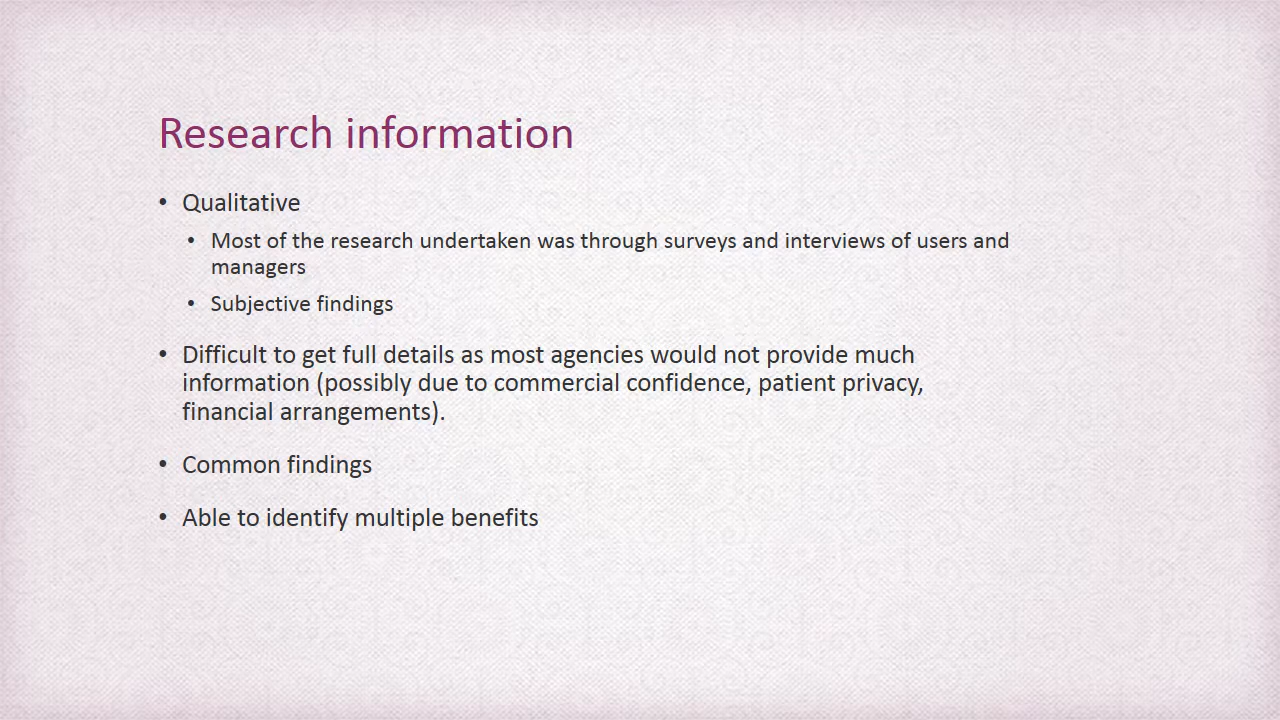 Research information
• Qualitative
• Most of the research undertaken was through surveys and interviews of users and
managers
• Subjective findings
• Difficult to get full details as most agencies would not provide much
information (possibly due to commercial confidence, patient privacy,
financial arrangements).
• Common findings
• Able to identify multiple benefits